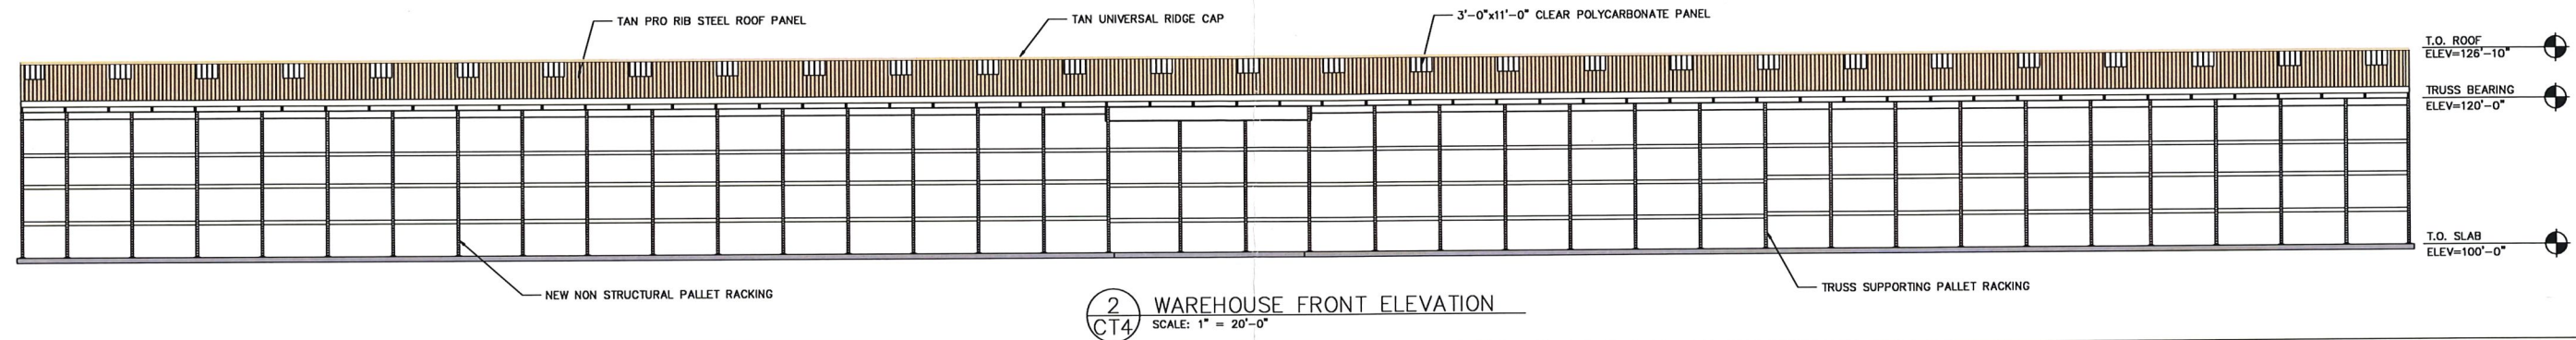 TAN PRO RIB STEEL ROOF PANEL
TAN UNIVERSAL RIDGE CAP
3'-0"x11'-0" CLEAR POLYCARBONATE PANEL
T.O. ROOF
ELEV=126'-10"
TRUSS BEARING
ELEV=120'-0"
T.O. SLAB
ELEV=100'-0"
NEW NON STRUCTURAL PALLET RACKING
TRUSS SUPPORTING PALLET RACKING
2
CT4
WAREHOUSE FRONT ELEVATION
SCALE: 1" = 20'-0"